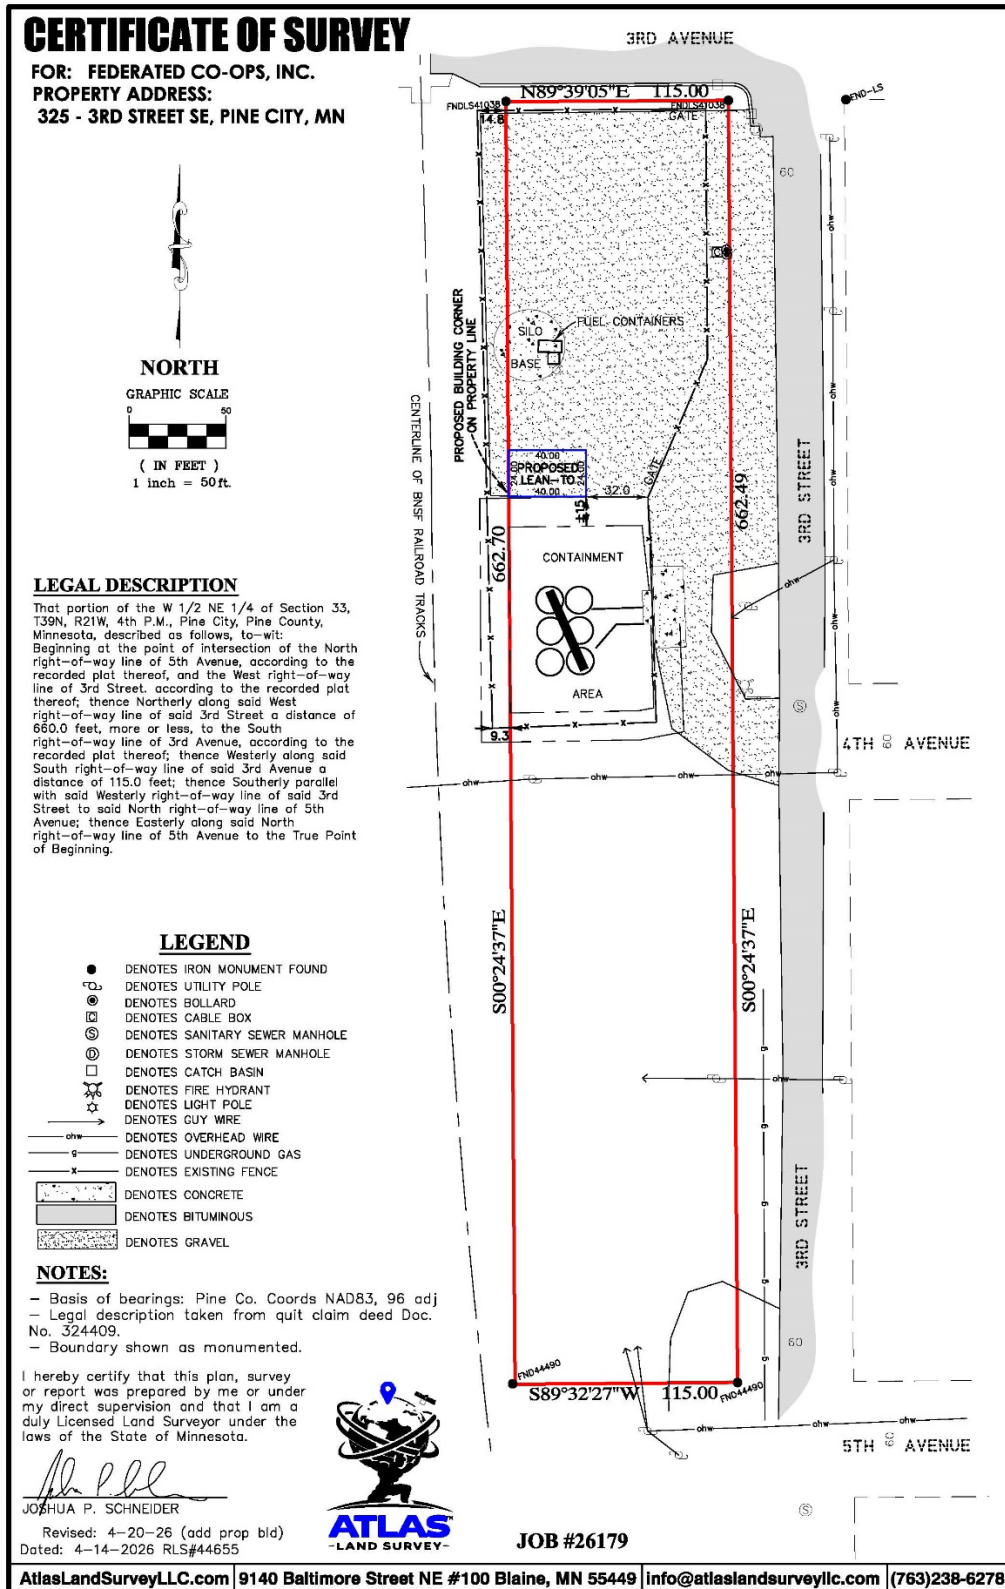 CERTIFICATE OF SURVEY
FOR: FEDERATED CO-OPS, INC.
PROPERTY ADDRESS:
325 - 3RD STREET SE, PINE CITY, MN
NORTH
GRAPHIC SCALE
0 50
( IN FEET )
1 inch = 50 ft.
LEGAL DESCRIPTION
That portion of the W 1/2 NE 1/4 of Section 33,
T39N, R21W, 4th P.M., Pine City, Pine County,
Minnesota, described as follows, to-wit:
Beginning at the point of intersection of the North
right-of-way line of 5th Avenue, according to the
recorded plat thereof, and the West right-of-way
line of 3rd Street. according to the recorded plat
thereof; thence Northerly along said West
right-of-way line of said 3rd Street a distance of
660.0 feet, more or less, to the South
right-of-way line of 3rd Avenue, according to the
recorded plat thereof; thence Westerly along said
South right-of-way line of said 3rd Avenue a
distance of 115.0 feet; thence Southerly parallel
with said Westerly right-of-way line of said 3rd
Street to said North right-of-way line of 5th
Avenue; thence Easterly along said North
right-of-way line of 5th Avenue to the True Point
of Beginning.
LEGEND
DENOTES IRON MONUMENT FOUND
DENOTES UTILITY POLE
DENOTES BOLLARD
C DENOTES CABLE BOX
S DENOTES SANITARY SEWER MANHOLE
D DENOTES STORM SEWER MANHOLE
DENOTES CATCH BASIN
DENOTES FIRE HYDRANT
DENOTES LIGHT POLE
DENOTES GUY WIRE
ohw DENOTES OVERHEAD WIRE
g DENOTES UNDERGROUND GAS
x DENOTES EXISTING FENCE
DENOTES CONCRETE
DENOTES BITUMINOUS
DENOTES GRAVEL
NOTES:
- Basis of bearings: Pine Co. Coords NAD83, 96 adj
- Legal description taken from quit claim deed Doc.
No. 324409.
- Boundary shown as monumented.
I hereby certify that this plan, survey
or report was prepared by me or under
my direct supervision and that I am a
duly Licensed Land Surveyor under the
laws of the State of Minnesota.
JOSHUA P. SCHNEIDER
Revised: 4-20-26 (add prop bld)
Dated: 4-14-2026 RLS#44655
ATLAS
-LAND SURVEY-
JOB #26179
3RD AVENUE
N89°39'05"E 115.00
FNDLS41038
FNDLS41038
FND-LS
GATE
14.8
60
ohw
C
SILO
BASE
FUEL CONTAINERS
PROPOSED BUILDING CORNER
ON PROPERTY LINE
CENTERLINE OF BNSF RAILROAD TRACKS
40.00
24.00
PROPOSED
LEAN-TO
24.00
40.00
32.0
±15
GATE
662.70
662.49
3RD STREET
CONTAINMENT
AREA
9.3
S
4TH 60 AVENUE
ohw
ohw
ohw
S00°24'37"E
S00°24'37"E
g
ohw
3RD STREET
60
FND44490
S89°32'27"W 115.00
FND44490
ohw
ohw
ohw
5TH 60 AVENUE
S
AtlasLandSurveyLLC.com 9140 Baltimore Street NE #100 Blaine, MN 55449 info@atlaslandsurveyllc.com (763)238-6278